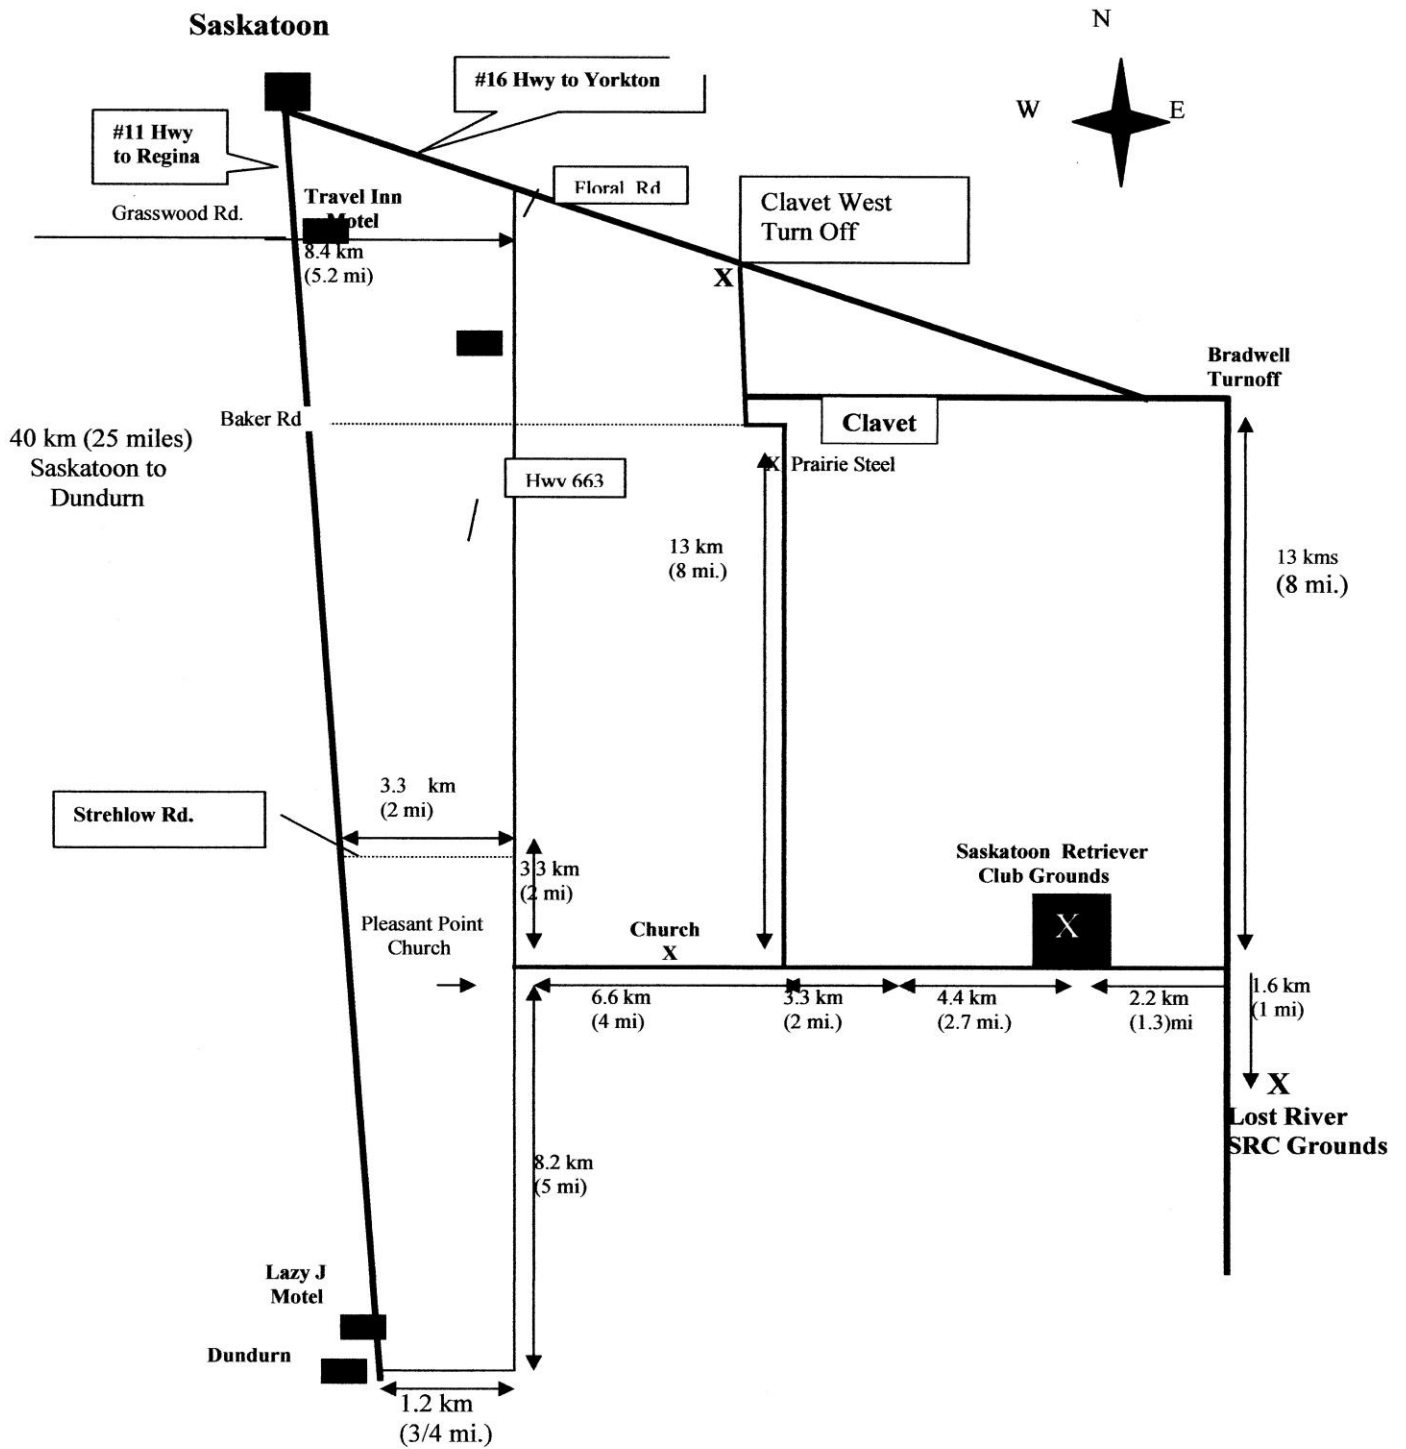 Saskatoon
N
#16 Hwy to Yorkton
W
E
#11 Hwy
to Regina
Floral Rd
Travel Inn
Motel
Grasswood Rd.
Clavet West
Turn Off
8.4 km
(5.2 mi)
X
Bradwell
Turnoff
Baker Rd
Clavet
40 km (25 miles)
Saskatoon to
Dundurn
X Prairie Steel
Hwy 663
13 km
(8 mi.)
13 kms
(8 mi.)
3.3 km
(2 mi)
Strehlow Rd.
3.3 km
(2 mi)
Saskatoon Retriever
Club Grounds
X
Pleasant Point
Church
Church
X
6.6 km
(4 mi)
3.3 km
(2 mi.)
4.4 km
(2.7 mi.)
2.2 km
(1.3)mi
1.6 km
(1 mi)
X
Lost River
SRC Grounds
8.2 km
(5 mi)
Lazy J
Motel
Dundurn
1.2 km
(3/4 mi.)